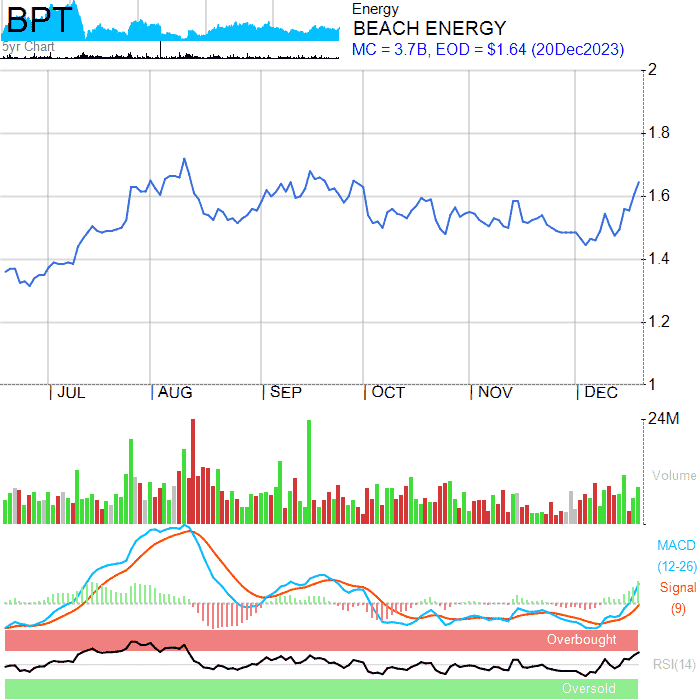 BPT
5yr Chart
Energy
BEACH ENERGY
MC = 3.7B, EOD = $1.64 (20Dec2023)
2
1.8
1.6
1.4
1.2
1
| JUL | AUG | SEP | OCT | NOV | DEC
24M
Volume
MACD
(12-26)
Signal
(9)
Overbought
RSI(14)
Oversold